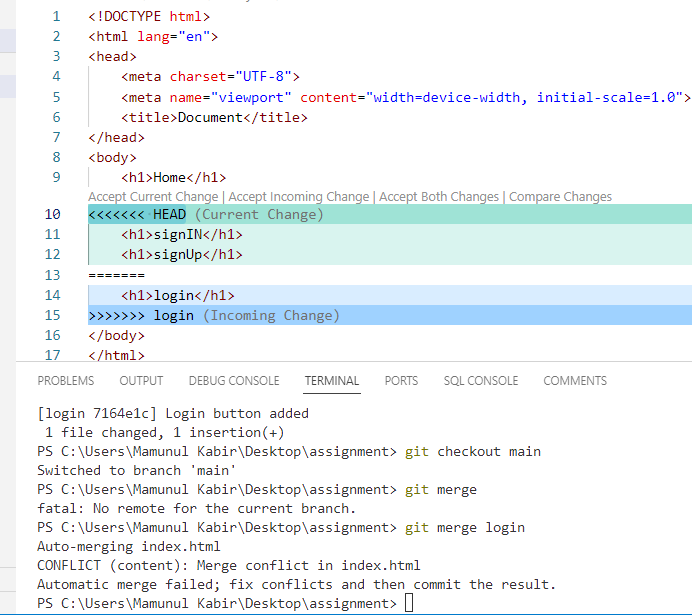 1 <!DOCTYPE html>
2 <html lang="en">
3 <head>
4     <meta charset="UTF-8">
5     <meta name="viewport" content="width=device-width, initial-scale=1.0">
6     <title>Document</title>
7 </head>
8 <body>
9     <h1>Home</h1>
Accept Current Change | Accept Incoming Change | Accept Both Changes | Compare Changes
10 <<<<<<< HEAD (Current Change)
11     <h1>signIN</h1>
12     <h1>signUp</h1>
13 =======
14     <h1>login</h1>
15 >>>>>>> login (Incoming Change)
16 </body>
17 </html>
PROBLEMS OUTPUT DEBUG CONSOLE TERMINAL PORTS SQL CONSOLE COMMENTS
[login 7164e1c] Login button added
 1 file changed, 1 insertion(+)
PS C:\Users\Mamunul Kabir\Desktop\assignment> git checkout main
Switched to branch 'main'
PS C:\Users\Mamunul Kabir\Desktop\assignment> git merge
fatal: No remote for the current branch.
PS C:\Users\Mamunul Kabir\Desktop\assignment> git merge login
Auto-merging index.html
CONFLICT (content): Merge conflict in index.html
Automatic merge failed; fix conflicts and then commit the result.
PS C:\Users\Mamunul Kabir\Desktop\assignment>